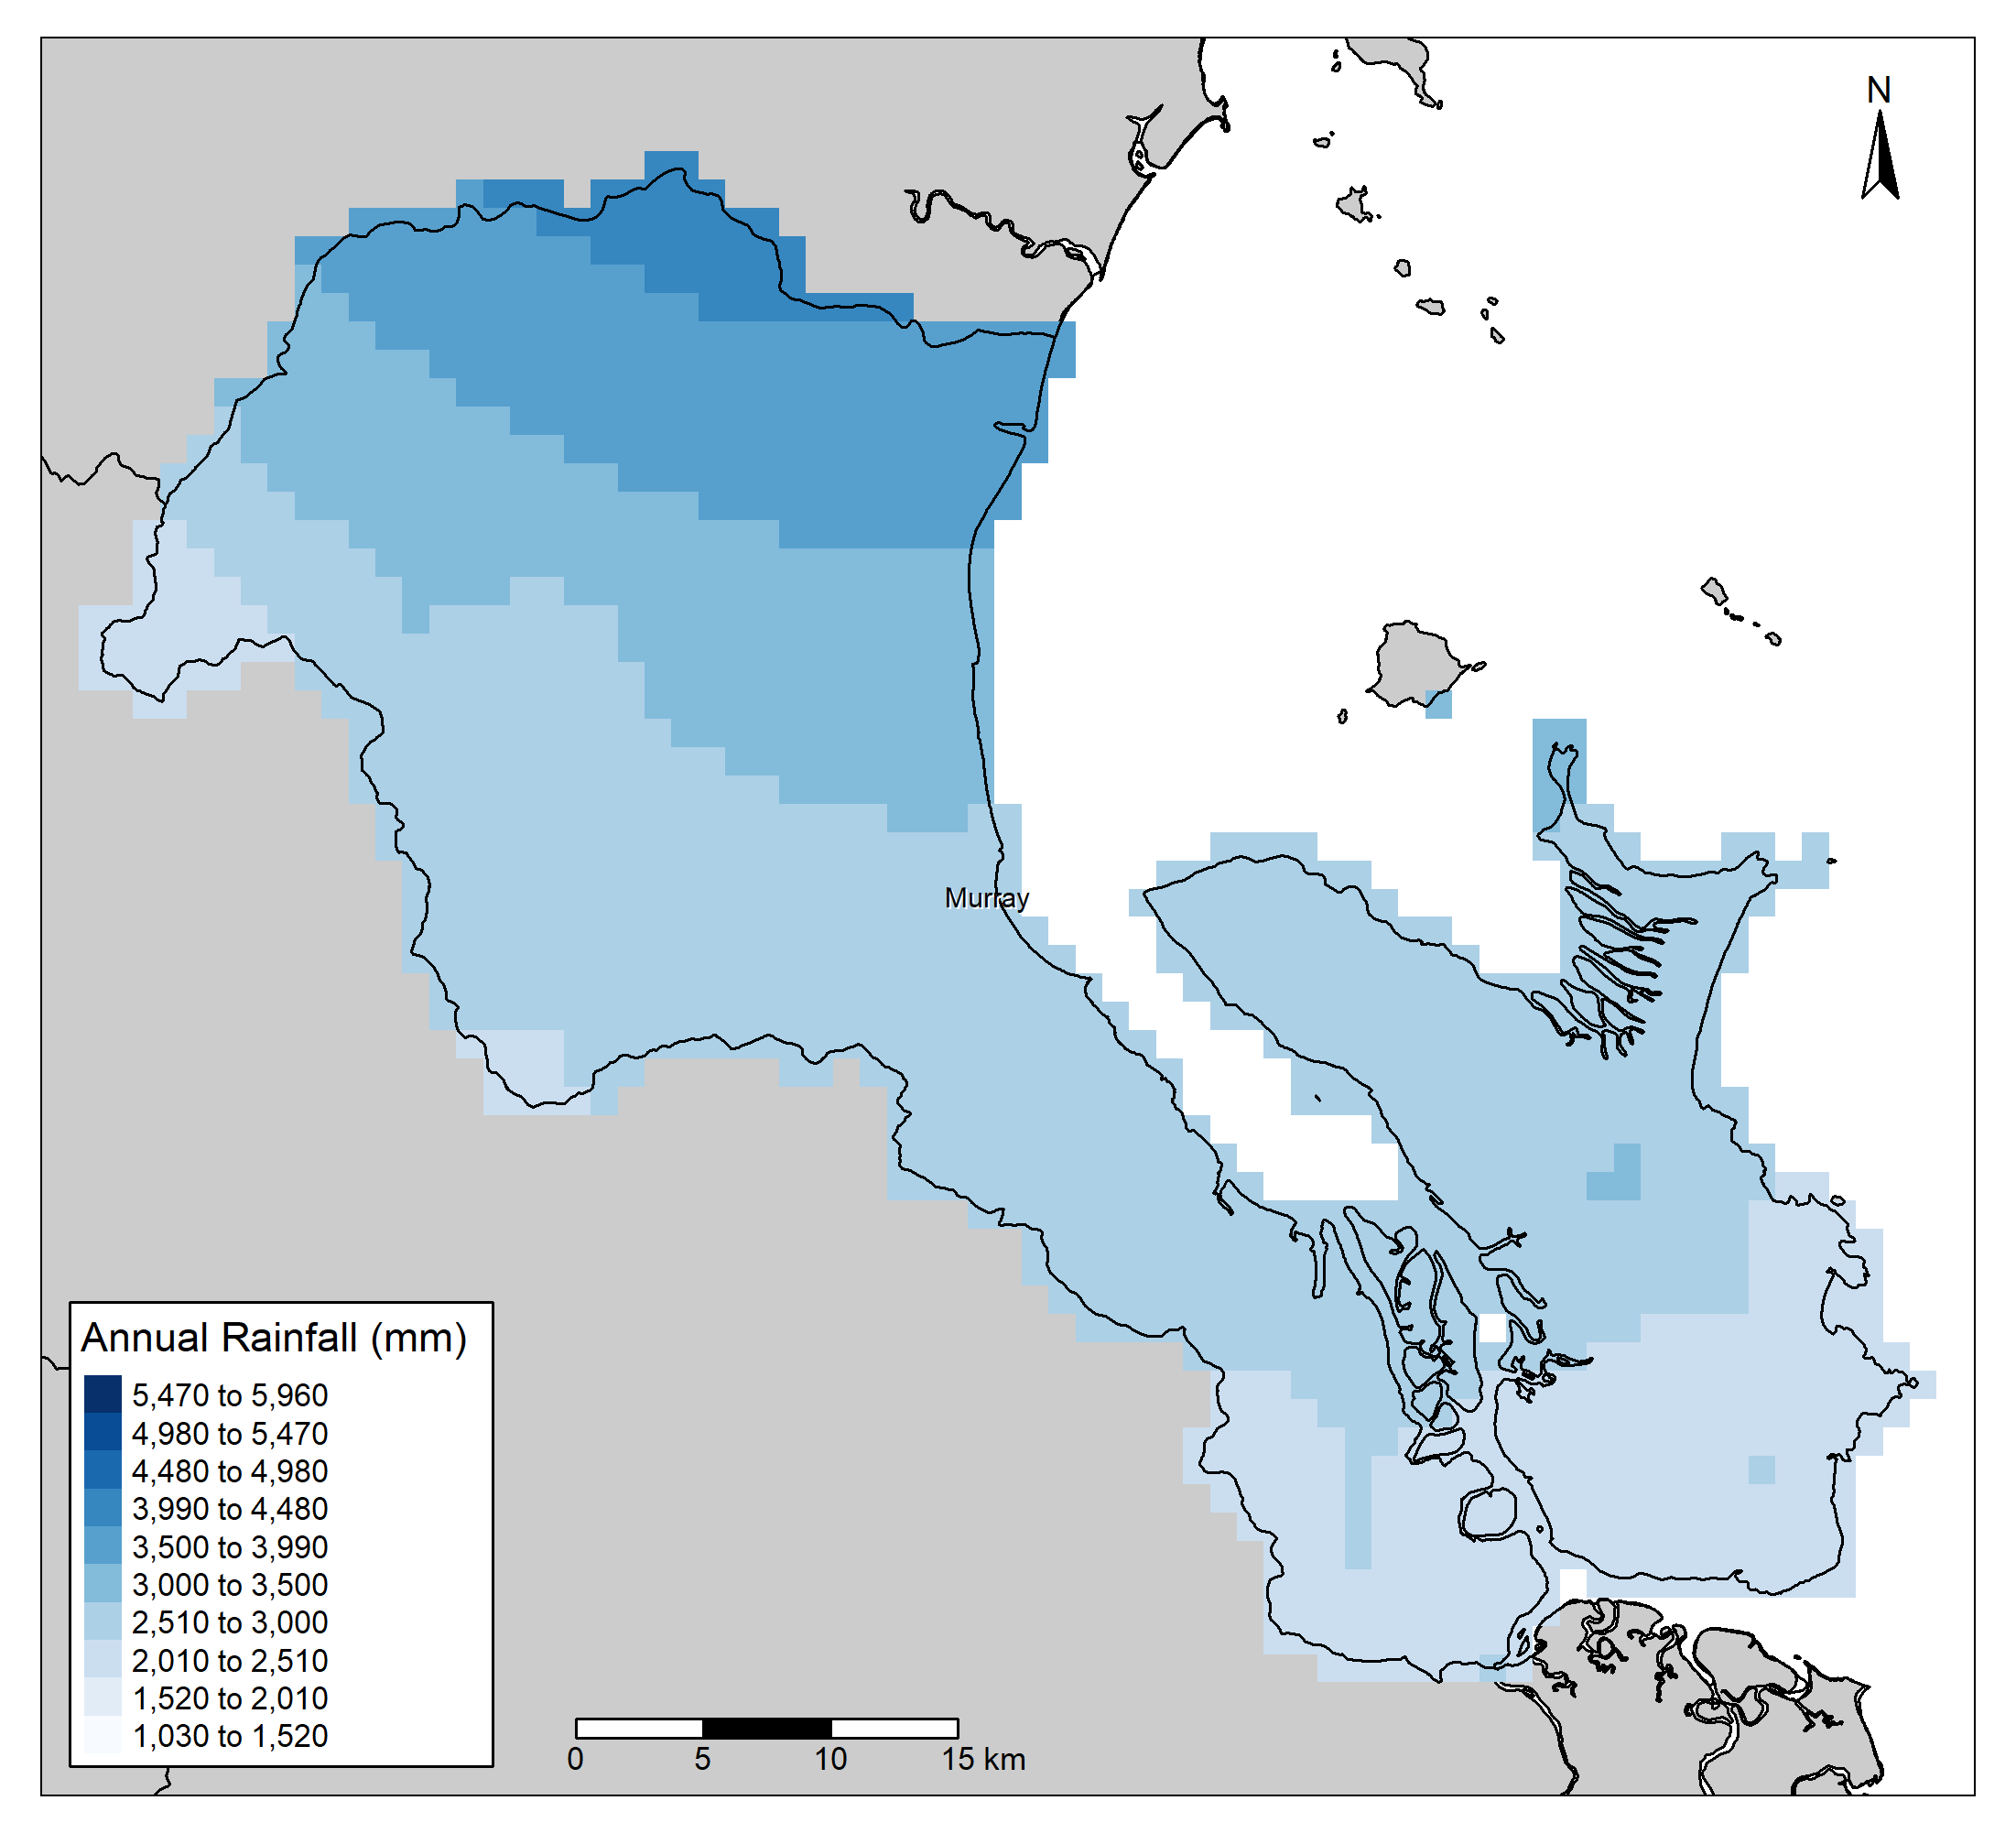 N
Murray
Annual Rainfall (mm)
5,470 to 5,960
4,980 to 5,470
4,480 to 4,980
3,990 to 4,480
3,500 to 3,990
3,000 to 3,500
2,510 to 3,000
2,010 to 2,510
1,520 to 2,010
1,030 to 1,520
0 5 10 15 km